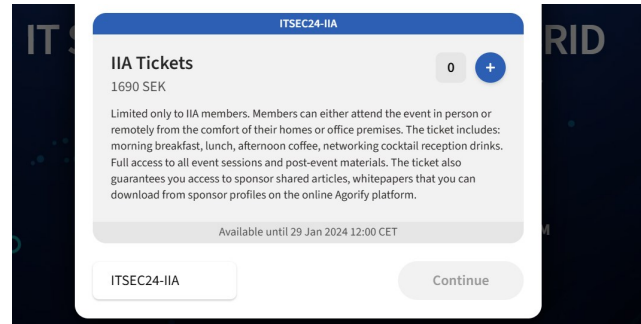 ITSEC24-IIA
IT S
RID
IIA Tickets
0 +
1690 SEK
Limited only to IIA members. Members can either attend the event in person or
remotely from the comfort of their homes or office premises. The ticket includes:
morning breakfast, lunch, afternoon coffee, networking cocktail reception drinks.
Full access to all event sessions and post-event materials. The ticket also
guarantees you access to sponsor shared articles, whitepapers that you can
download from sponsor profiles on the online Agorify platform.
M
Available until 29 Jan 2024 12:00 CET
ITSEC24-IIA
Continue